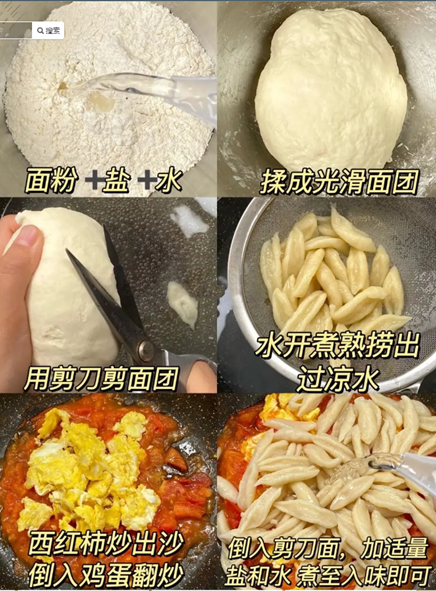 搜索
面粉+盐+水
揉成光滑面团
用剪刀剪面团
水开煮熟捞出
过凉水
西红柿炒出沙
倒入鸡蛋翻炒
倒入剪刀面，加适量
盐和水 煮至入味即可